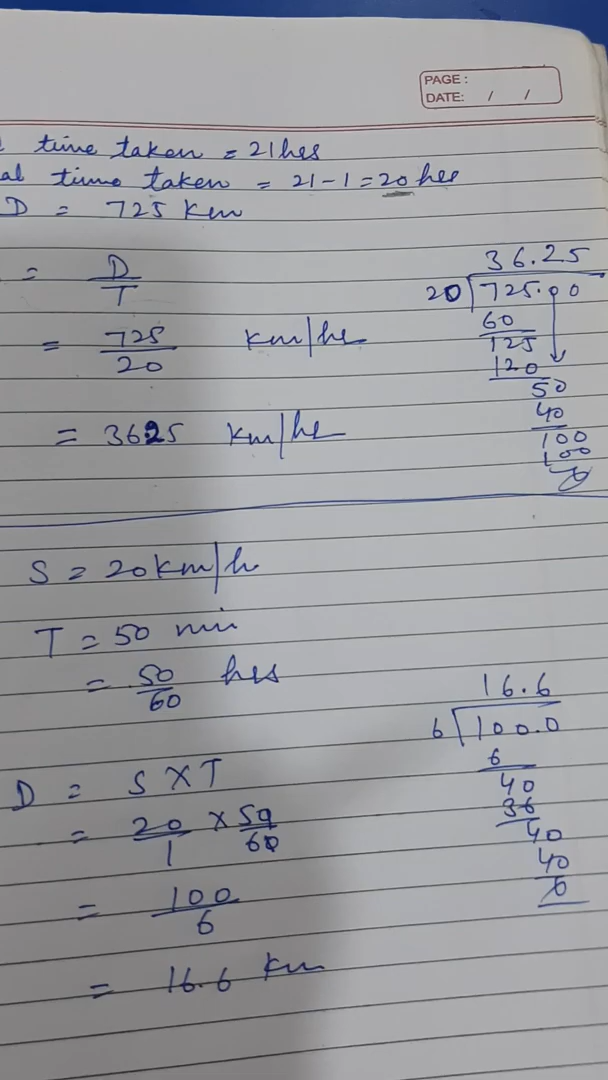 PAGE :
DATE: / /
time taken = 21 hrs
al time taken = 21 - 1 = 20 hrs
D = 725 Km
= D/T
= 725/20 Km/hr
= 3625 Km/hr
36.25
20 725.00
60
125
120
50
40
100
100
0
S = 20 km/h
T = 50 min
= 50/60 hrs
D = S X T
= 20/1 X 50/60
= 100/6
= 16.6 Km
16.6
6 100.0
6
40
36
40
40
0